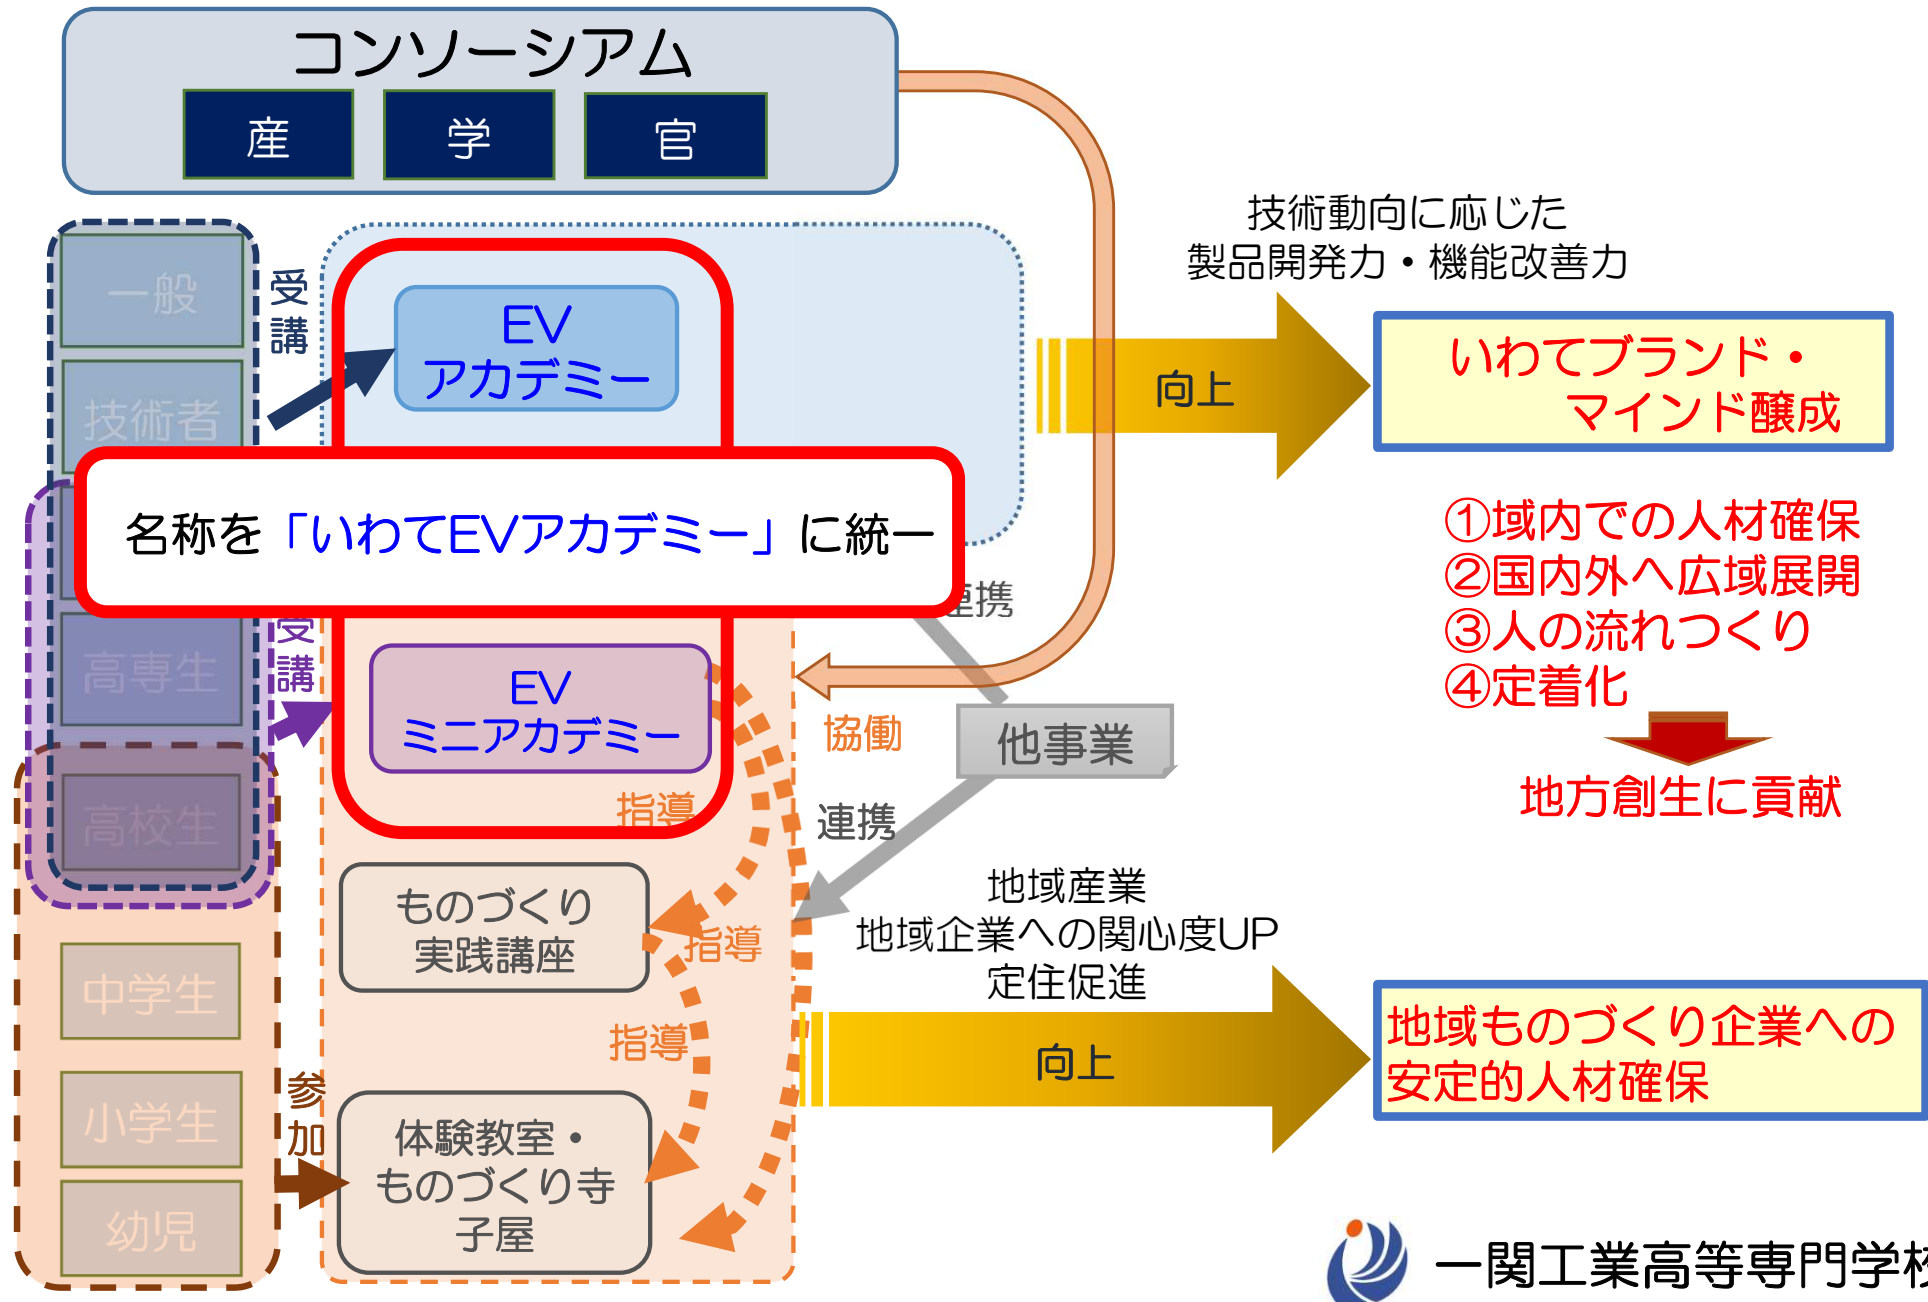 コンソーシアム
産
学
官
一般
技術者
高専生
高校生
中学生
小学生
幼児
受
講
EV
アカデミー
名称を「いわてEVアカデミー」に統一
受
講
EV
ミニアカデミー
指導
ものづくり
実践講座
指導
指導
参
加
体験教室・
ものづくり寺
子屋
携
協働
他事業
連携
技術動向に応じた
製品開発力・機能改善力
向上
いわてブランド・
マインド醸成
①域内での人材確保
②国内外へ広域展開
③人の流れつくり
④定着化
地方創生に貢献
地域産業
地域企業への関心度UP
定住促進
向上
地域ものづくり企業への
安定的人材確保
一関工業高等専門学校